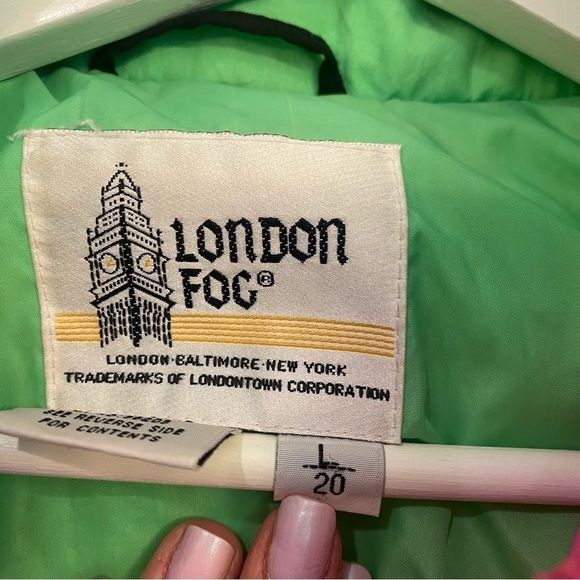 LONDON
FOG®
LONDON·BALTIMORE·NEW YORK
TRADEMARKS OF LONDONTOWN CORPORATION
SEE REVERSE SIDE
FOR CONTENTS
L
20